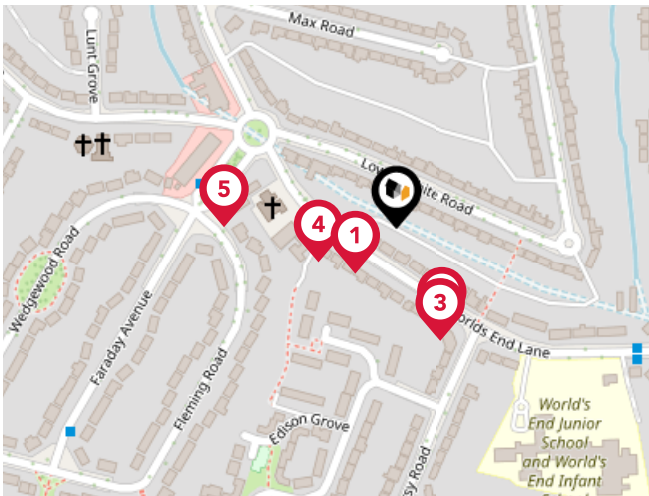 Max Road
Lunt Grove
Low
ite Road
5
4
1
3
Wedgewood Road
orlds End Lane
Faraday Avenue
Fleming Road
Edison Grove
sy Road
World's
End Junior
School
and World's
End Infant